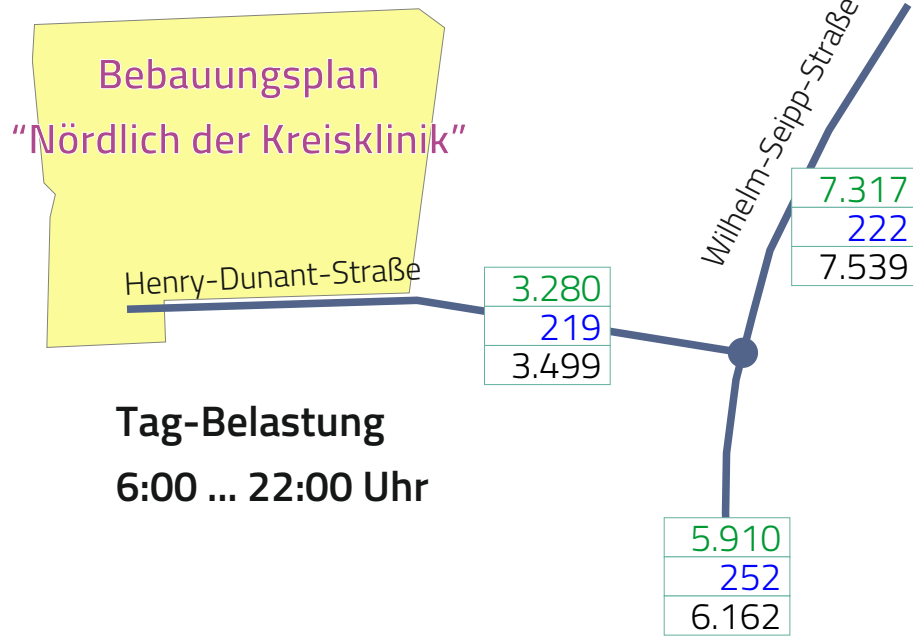 Bebauungsplan
“Nördlich der Kreisklinik”
Wilhelm-Seipp-Straße
7.317
222
7.539
Henry-Dunant-Straße
3.280
219
3.499
Tag-Belastung
6:00 ... 22:00 Uhr
5.910
252
6.162